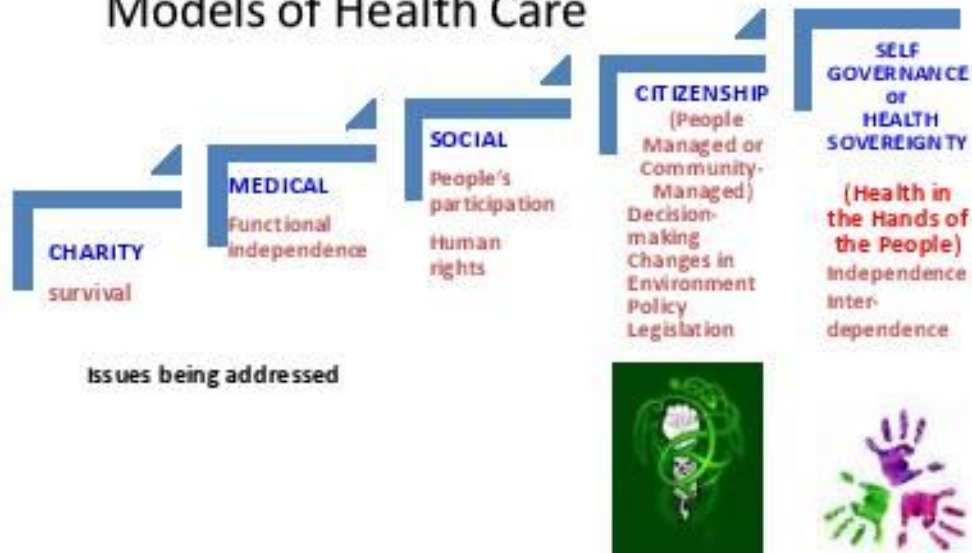 Models of Health Care
CHARITY
survival
MEDICAL
Functional
independence
SOCIAL
People's
participation
Human
rights
CITIZENSHIP
(People
Managed or
Community-
Managed)
Decision-
making
Changes in
Environment
Policy
Legislation
SELF
GOVERNANCE
or
HEALTH
SOVEREIGNTY
(Health in
the Hands of
the People)
Independence
Inter-
dependence
Issues being addressed